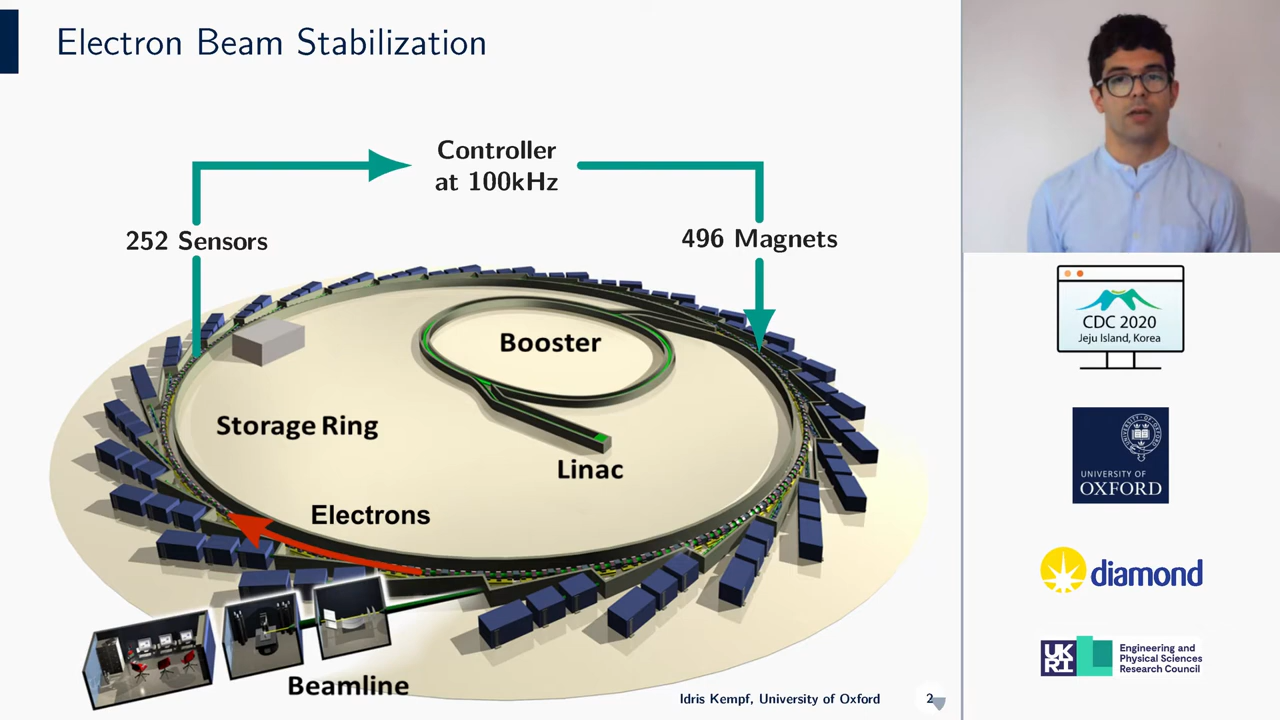 Electron Beam Stabilization
Controller
at 100kHz
252 Sensors
496 Magnets
Booster
Storage Ring
Linac
Electrons
Beamline
Idris Kempf, University of Oxford
2
CDC 2020
Jeju Island, Korea
UNIVERSITY OF
OXFORD
diamond
UKRI
Engineering and
Physical Sciences
Research Council